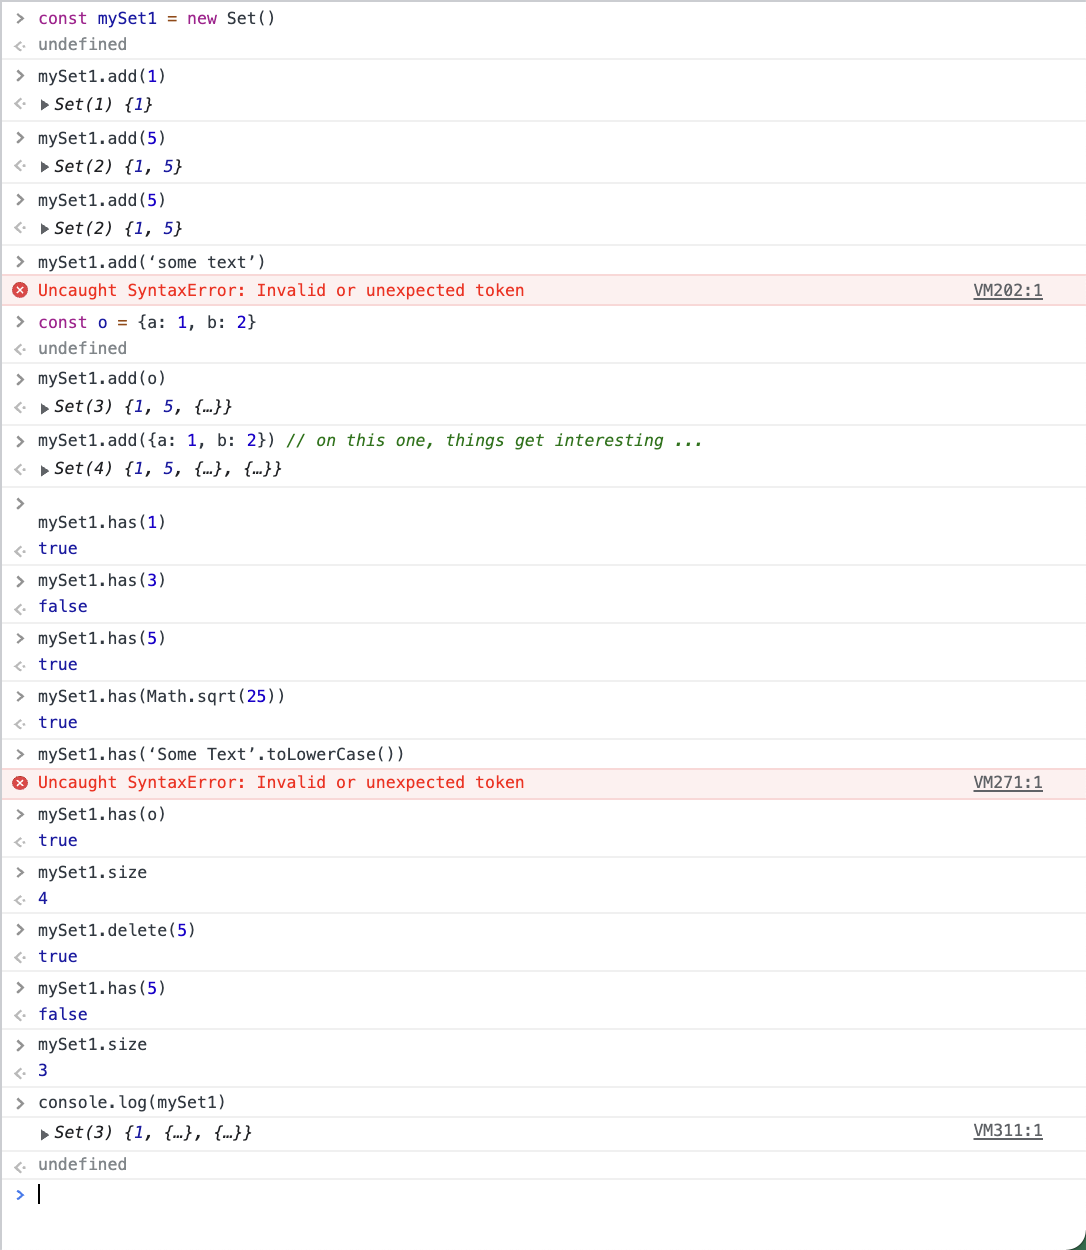 > const mySet1 = new Set()
undefined
> mySet1.add(1)
Set(1) {1}
> mySet1.add(5)
Set(2) {1, 5}
> mySet1.add(5)
Set(2) {1, 5}
> mySet1.add(‘some text’)
Uncaught SyntaxError: Invalid or unexpected token VM202:1
> const o = {a: 1, b: 2}
undefined
> mySet1.add(o)
Set(3) {1, 5, {…}}
> mySet1.add({a: 1, b: 2}) // on this one, things get interesting ...
Set(4) {1, 5, {…}, {…}}
>
mySet1.has(1)
true
> mySet1.has(3)
false
> mySet1.has(5)
true
> mySet1.has(Math.sqrt(25))
true
> mySet1.has(‘Some Text’.toLowerCase())
Uncaught SyntaxError: Invalid or unexpected token VM271:1
> mySet1.has(o)
true
> mySet1.size
4
> mySet1.delete(5)
true
> mySet1.has(5)
false
> mySet1.size
3
> console.log(mySet1)
Set(3) {1, {…}, {…}} VM311:1
undefined
>